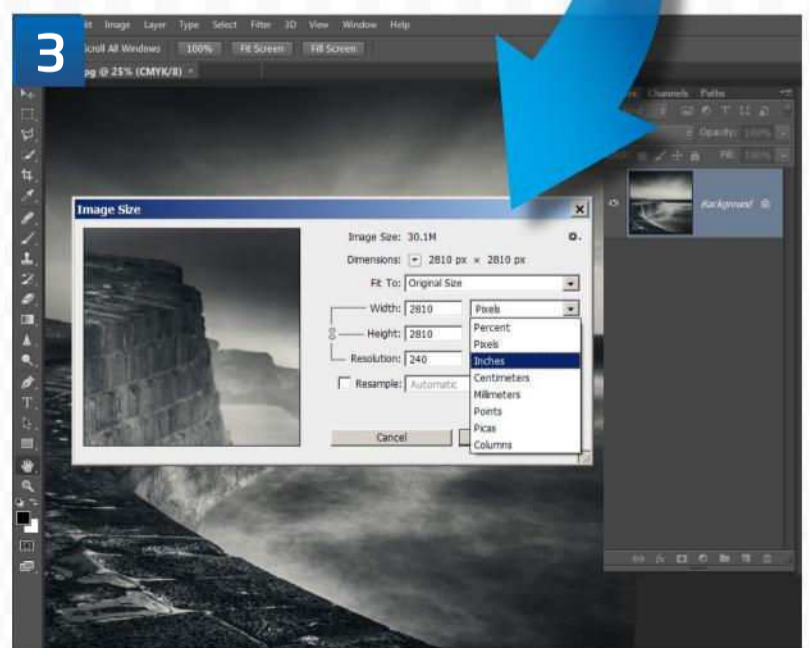 3
Image Layer Type Select Filter 3D View Window Help
Scroll All Windows 100% Fit Screen Fill Screen
pg @ 25% (CMYK/8) ×
Channels Paths
Opacity: 100%
Fill: 100%
Background
Image Size
Image Size: 30.1M
Dimensions: 2810 px × 2810 px
Fit To: Original Size
Width: 2810 Pixels
Height: 2810
Resolution: 240
Resample: Automatic
Percent
Pixels
Inches
Centimeters
Millimeters
Points
Picas
Columns
Cancel